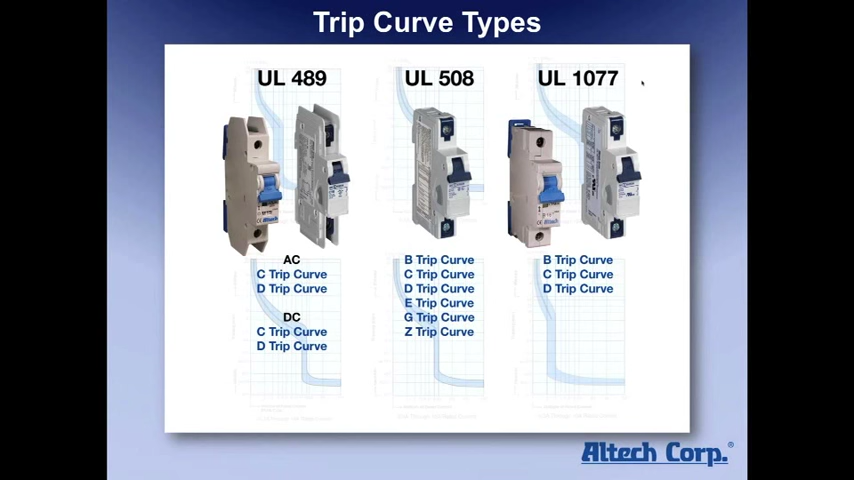 Trip Curve Types
UL 489
UL 508
UL 1077
AC
C Trip Curve
D Trip Curve
DC
C Trip Curve
D Trip Curve
B Trip Curve
C Trip Curve
D Trip Curve
E Trip Curve
G Trip Curve
Z Trip Curve
B Trip Curve
C Trip Curve
D Trip Curve
Altech
Altech
Altech Corp.®